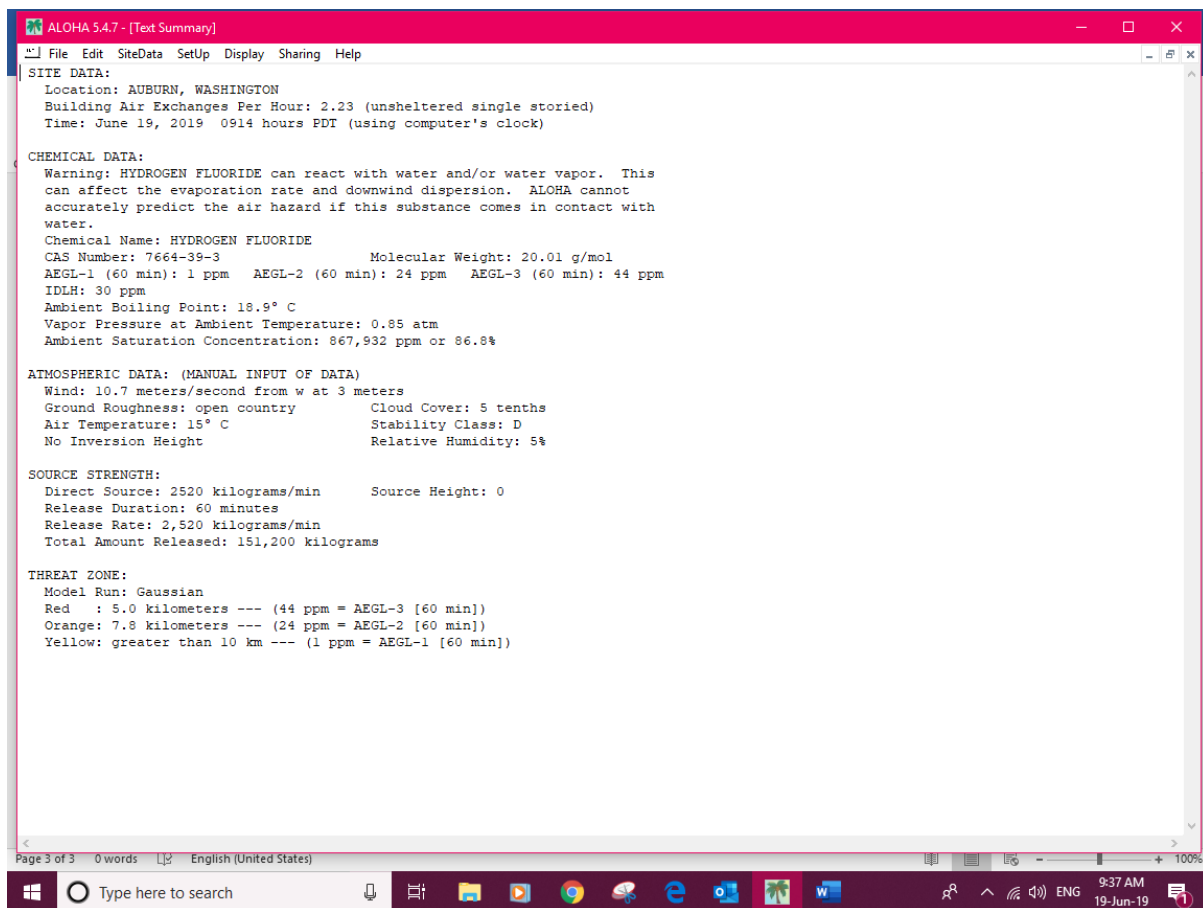 ALOHA 5.4.7 - [Text Summary]
File Edit SiteData SetUp Display Sharing Help
SITE DATA:
Location: AUBURN, WASHINGTON
Building Air Exchanges Per Hour: 2.23 (unsheltered single storied)
Time: June 19, 2019 0914 hours PDT (using computer's clock)
CHEMICAL DATA:
Warning: HYDROGEN FLUORIDE can react with water and/or water vapor. This
can affect the evaporation rate and downwind dispersion. ALOHA cannot
accurately predict the air hazard if this substance comes in contact with
water.
Chemical Name: HYDROGEN FLUORIDE
CAS Number: 7664-39-3 Molecular Weight: 20.01 g/mol
AEGL-1 (60 min): 1 ppm AEGL-2 (60 min): 24 ppm AEGL-3 (60 min): 44 ppm
IDLH: 30 ppm
Ambient Boiling Point: 18.9° C
Vapor Pressure at Ambient Temperature: 0.85 atm
Ambient Saturation Concentration: 867,932 ppm or 86.8%
ATMOSPHERIC DATA: (MANUAL INPUT OF DATA)
Wind: 10.7 meters/second from w at 3 meters
Ground Roughness: open country Cloud Cover: 5 tenths
Air Temperature: 15° C Stability Class: D
No Inversion Height Relative Humidity: 5%
SOURCE STRENGTH:
Direct Source: 2520 kilograms/min Source Height: 0
Release Duration: 60 minutes
Release Rate: 2,520 kilograms/min
Total Amount Released: 151,200 kilograms
THREAT ZONE:
Model Run: Gaussian
Red : 5.0 kilometers --- (44 ppm = AEGL-3 [60 min])
Orange: 7.8 kilometers --- (24 ppm = AEGL-2 [60 min])
Yellow: greater than 10 km --- (1 ppm = AEGL-1 [60 min])
Page 3 of 3 0 words English (United States) - + 100%
Type here to search ENG 9:37 AM
19-Jun-19 1